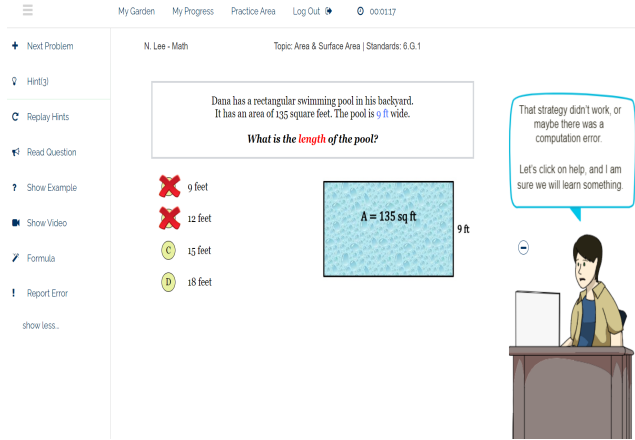 My Garden My Progress Practice Area Log Out 00:01:17
Next Problem
N. Lee - Math Topic: Area & Surface Area | Standards: 6.G.1
Hint(3)
Replay Hints
Read Question
Show Example
Show Video
Formula
Report Error
show less...
Dana has a rectangular swimming pool in his backyard.
It has an area of 135 square feet. The pool is 9 ft wide.
What is the length of the pool?
9 feet
12 feet
C 15 feet
D 18 feet
A = 135 sq ft
9 ft
That strategy didn't work, or
maybe there was a
computation error.
Let's click on help, and I am
sure we will learn something.